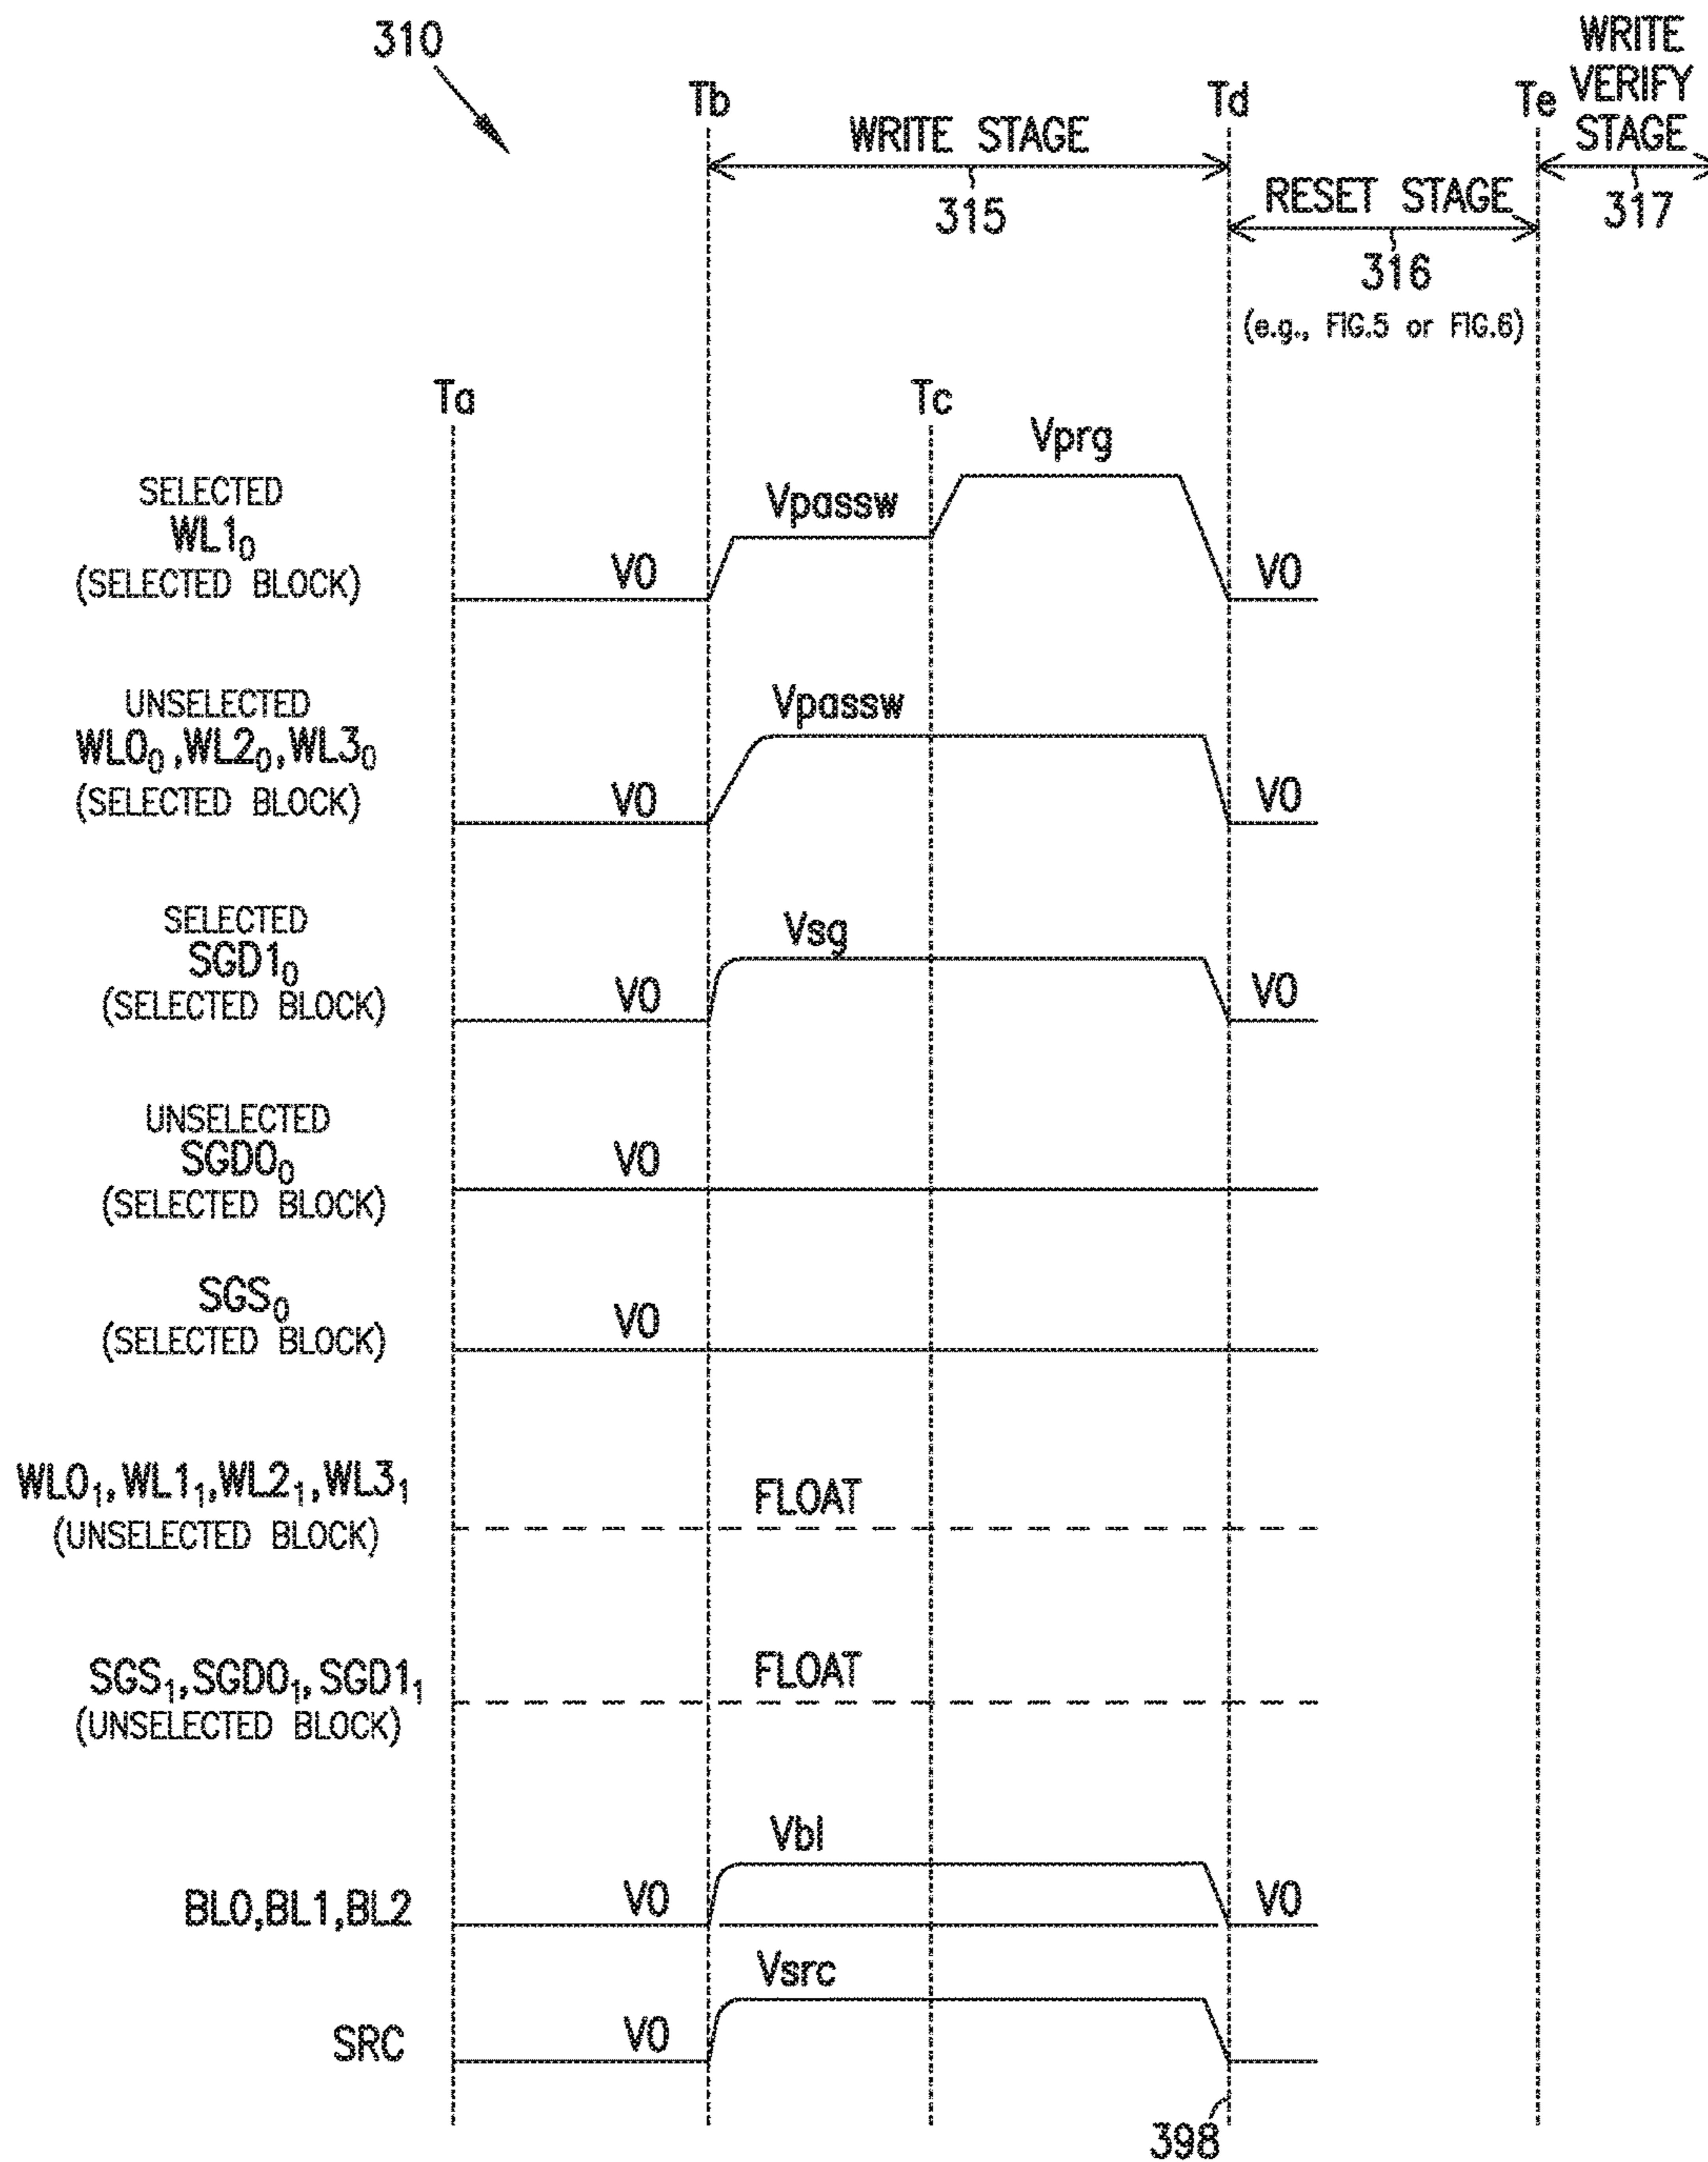 310
WRITE
VERIFY
STAGE
Tb
Td
Te
WRITE STAGE
315
317
RESET STAGE
316
(e.g., FIG.5 or FIG.6)
Ta
Tc
SELECTED
WL1₀
(SELECTED BLOCK)
V0
Vpassw
Vprg
V0
UNSELECTED
WL0₀,WL2₀,WL3₀
(SELECTED BLOCK)
V0
Vpassw
V0
SELECTED
SGD1₀
(SELECTED BLOCK)
V0
Vsg
V0
UNSELECTED
SGD0₀
(SELECTED BLOCK)
V0
SGS₀
(SELECTED BLOCK)
V0
WL0₁,WL1₁,WL2₁,WL3₁
(UNSELECTED BLOCK)
FLOAT
SGS₁,SGD0₁,SGD1₁
(UNSELECTED BLOCK)
FLOAT
BL0,BL1,BL2
V0
Vbl
V0
SRC
V0
Vsrc
398